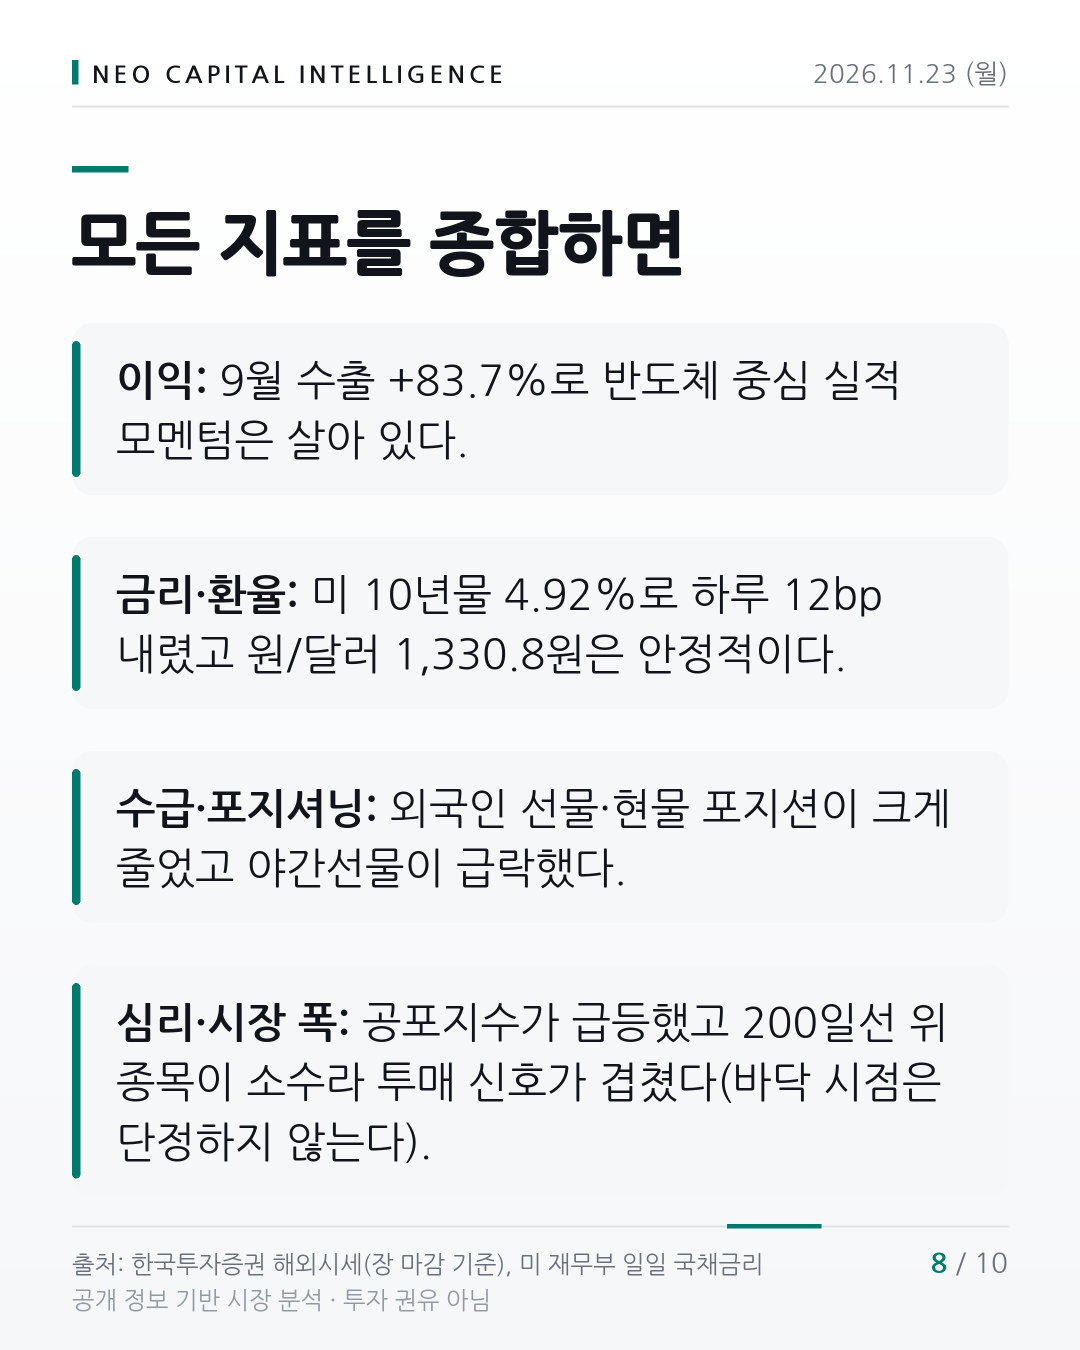 NEO CAPITAL INTELLIGENCE
2026.11.23 (월)
모든 지표를 종합하면
이익: 9월 수출 +83.7%로 반도체 중심 실적
모멘텀은 살아 있다.
금리·환율: 미 10년물 4.92%로 하루 12bp
내렸고 원/달러 1,330.8원은 안정적이다.
수급·포지셔닝: 외국인 선물·현물 포지션이 크게
줄었고 야간선물이 급락했다.
심리·시장 폭: 공포지수가 급등했고 200일선 위
종목이 소수라 투매 신호가 겹쳤다(바닥 시점은
단정하지 않는다).
출처: 한국투자증권 해외시세(장 마감 기준), 미 재무부 일일 국채금리
8 / 10
공개 정보 기반 시장 분석 · 투자 권유 아님